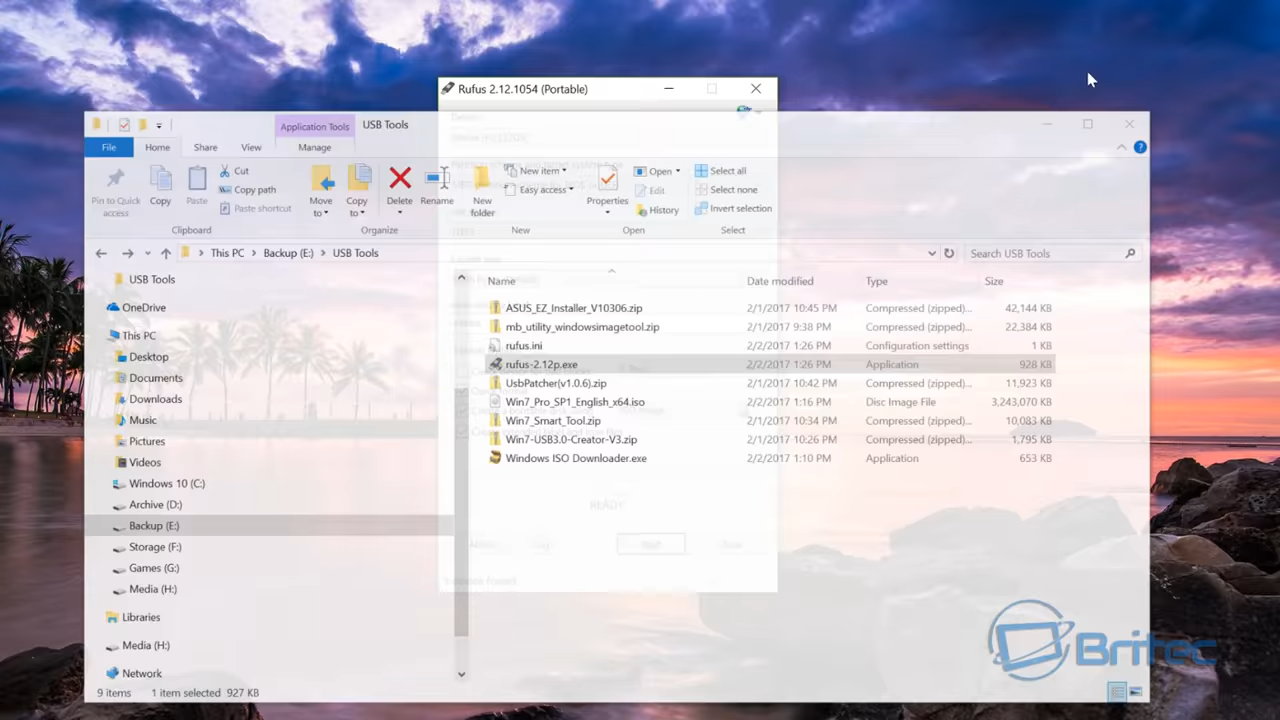 Rufus 2.12.1054 (Portable)
Application Tools
USB Tools
File
Home
Share
View
Manage
Pin to Quick access
Copy
Paste
Cut
Copy path
Paste shortcut
Clipboard
Move to
Copy to
Delete
Rename
Organize
New folder
New item
Easy access
New
Properties
Open
Edit
History
Open
Select all
Select none
Invert selection
Select
This PC
Backup (E:)
USB Tools
Search USB Tools
USB Tools
OneDrive
This PC
Desktop
Documents
Downloads
Music
Pictures
Videos
Windows 10 (C:)
Archive (D:)
Backup (E:)
Storage (F:)
Games (G:)
Media (H:)
Libraries
Media (H:)
Network
Name Date modified Type Size
ASUS_EZ_Installer_V10306.zip 2/1/2017 10:45 PM Compressed (zipped)... 42,144 KB
mb_utility_windowsimagetool.zip 2/1/2017 9:38 PM Compressed (zipped)... 22,384 KB
rufus.ini 2/2/2017 1:26 PM Configuration settings 1 KB
rufus-2.12p.exe 2/2/2017 1:26 PM Application 928 KB
UsbPatcher(v1.0.6).zip 2/1/2017 10:42 PM Compressed (zipped)... 11,923 KB
Win7_Pro_SP1_English_x64.iso 2/2/2017 1:16 PM Disc Image File 3,243,070 KB
Win7_Smart_Tool.zip 2/1/2017 10:34 PM Compressed (zipped)... 10,083 KB
Win7-USB3.0-Creator-V3.zip 2/1/2017 10:26 PM Compressed (zipped)... 1,795 KB
Windows ISO Downloader.exe 2/2/2017 1:10 PM Application 653 KB
READY
9 items 1 item selected 927 KB
Britec